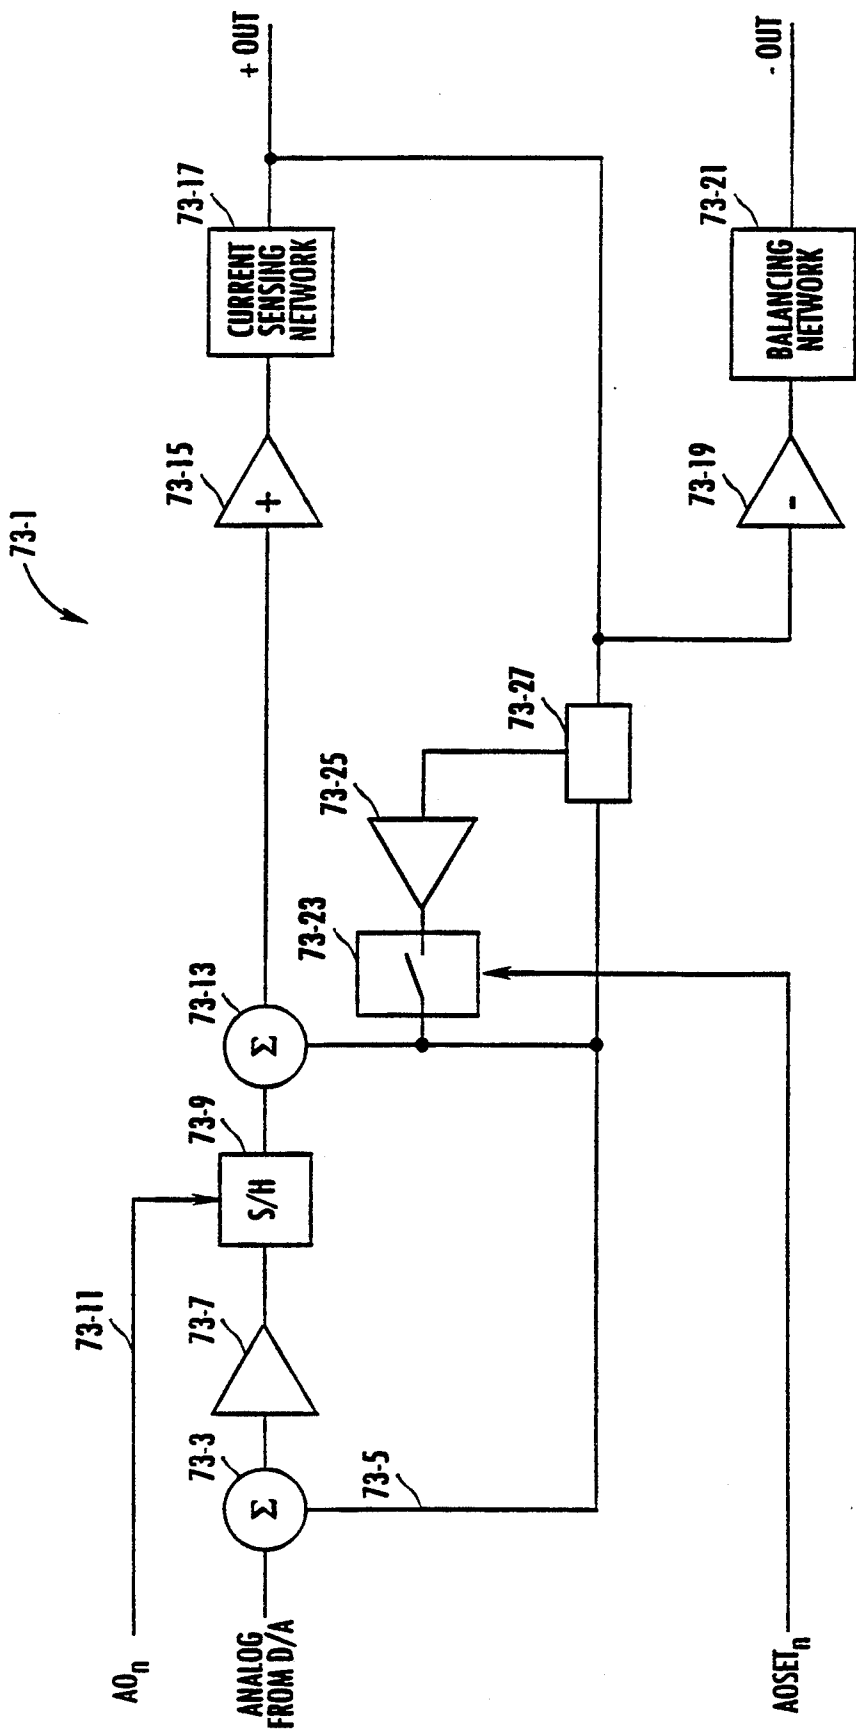 73-1
AOn
73-11
ANALOG
FROM D/A
73-3
Σ
73-5
73-7
73-9
S/H
73-13
Σ
73-15
+
73-17
CURRENT
SENSING
NETWORK
+ OUT
73-23
73-25
73-27
73-19
-
73-21
BALANCING
NETWORK
- OUT
AOSETn